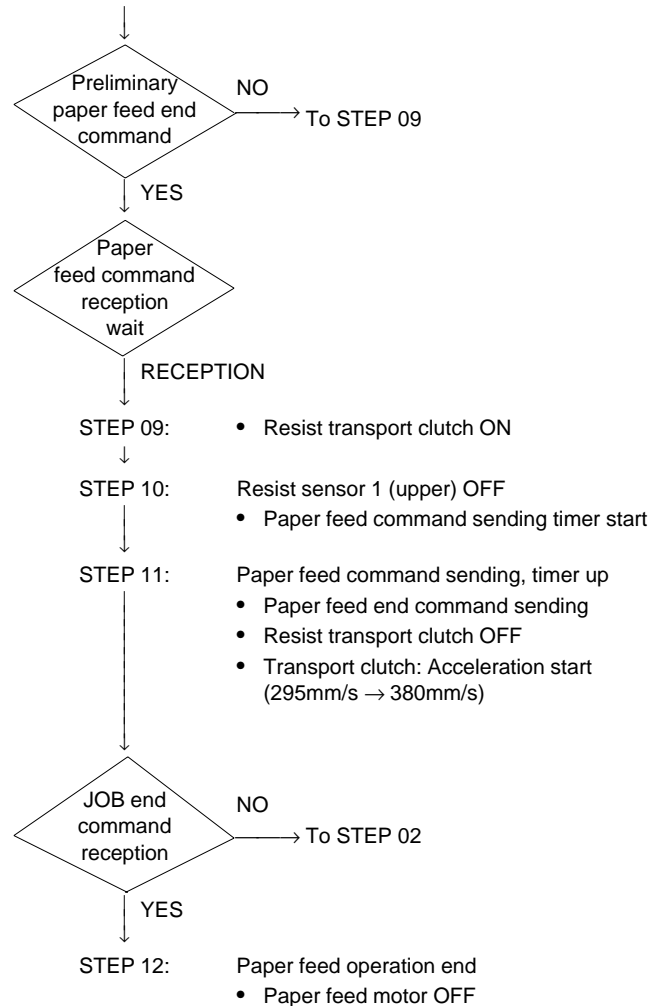 Preliminary
paper feed end
command
NO
To STEP 09
YES
Paper
feed command
reception
wait
RECEPTION
STEP 09: • Resist transport clutch ON
STEP 10: Resist sensor 1 (upper) OFF
• Paper feed command sending timer start
STEP 11: Paper feed command sending, timer up
• Paper feed end command sending
• Resist transport clutch OFF
• Transport clutch: Acceleration start
(295mm/s → 380mm/s)
JOB end
command
reception
NO
To STEP 02
YES
STEP 12: Paper feed operation end
• Paper feed motor OFF